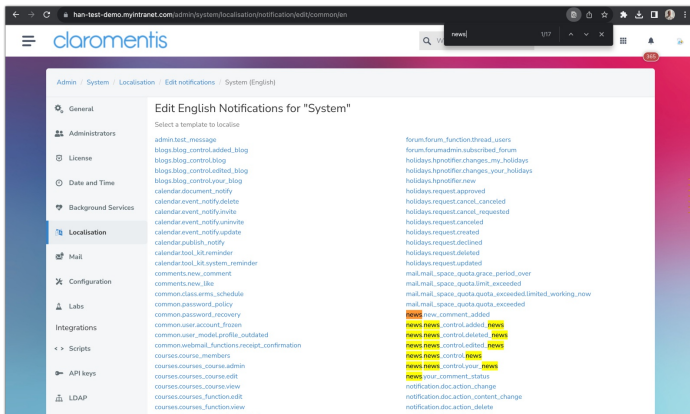 han-test-demo.myintranet.com/admin/system/localisation/notification/edit/common/en
news 1/17
claromentis
365
Admin / System / Localisation / Edit notifications / System (English)
General
Administrators
License
Date and Time
Background Services
Localisation
Mail
Configuration
Labs
Integrations
Scripts
API keys
LDAP
Edit English Notifications for "System"
Select a template to localise
admin.test_message
blogs.blog_control.added_blog
blogs.blog_control.blog
blogs.blog_control.edited_blog
blogs.blog_control.your_blog
calendar.document_notify
calendar.event_notify.delete
calendar.event_notify.invite
calendar.event_notify.uninvite
calendar.event_notify.update
calendar.publish_notify
calendar.tool_kit.reminder
calendar.tool_kit.system_reminder
comments.new_comment
comments.new_like
common.class.erms_schedule
common.password_policy
common.password_recovery
common.user.account_frozen
common.user_model.profile_outdated
common.webmail_functions.receipt_confirmation
courses.course_members
courses.course.admin
courses.course.edit
courses.course.view
courses.courses_function.edit
courses.courses_function.view
forum.forum_function.thread_users
forum.forumadmin.subscribed_forum
holidays.hpnotifier.changes_my_holidays
holidays.hpnotifier.changes_your_holidays
holidays.hpnotifier.new
holidays.request.approved
holidays.request.cancel_canceled
holidays.request.cancel_requested
holidays.request.canceled
holidays.request.created
holidays.request.declined
holidays.request.deleted
holidays.request.updated
mail.mail_space_quota.grace_period_over
mail.mail_space_quota.limit_exceeded
mail.mail_space_quota.quota_exceeded.limited_working_now
mail.mail_space_quota.quota_exceeded
news.new_comment_added
news.news_control.added_news
news.news_control.deleted_news
news.news_control.edited_news
news.news_control.news
news.news_control.your_news
news.your_comment_status
notification.doc.action_change
notification.doc.action_content_change
notification.doc.action_delete